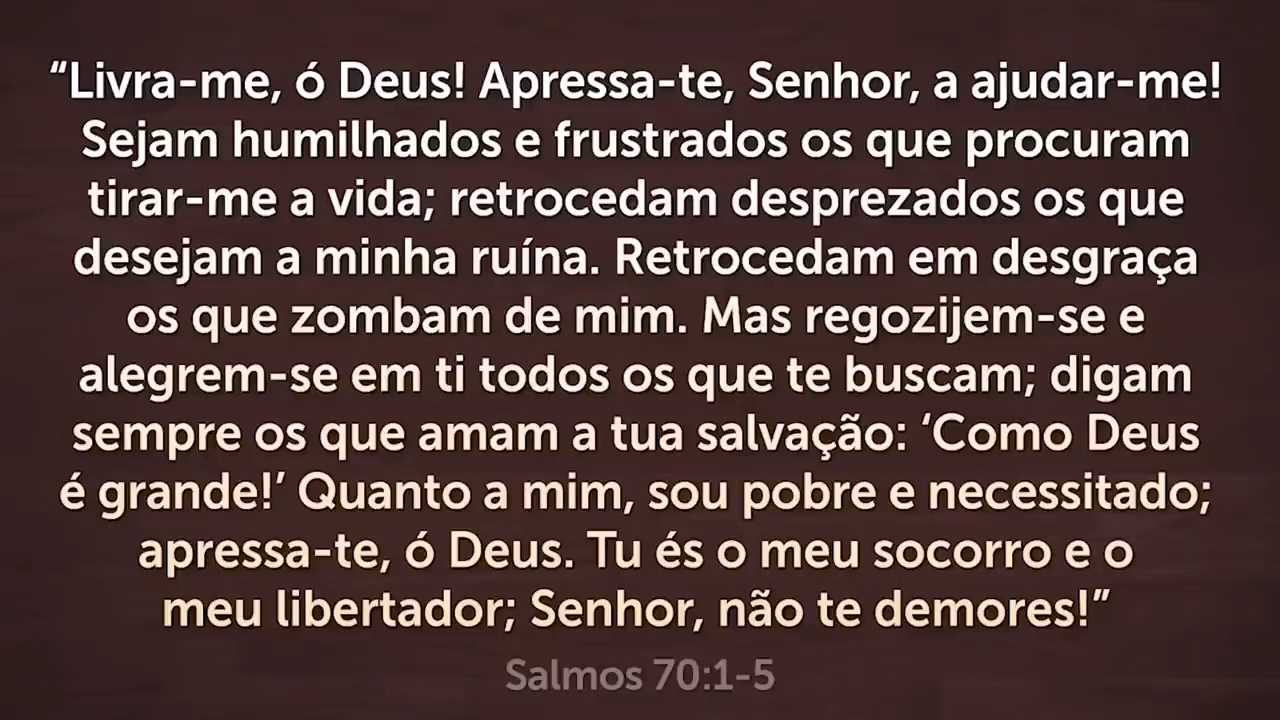 “Livra-me, ó Deus! Apressa-te, Senhor, a ajudar-me!
Sejam humilhados e frustrados os que procuram
tirar-me a vida; retrocedam desprezados os que
desejam a minha ruína. Retrocedam em desgraça
os que zombam de mim. Mas regozijem-se e
alegrem-se em ti todos os que te buscam; digam
sempre os que amam a tua salvação: ‘Como Deus
é grande!’ Quanto a mim, sou pobre e necessitado;
apressa-te, ó Deus. Tu és o meu socorro e o
meu libertador; Senhor, não te demores!”
Salmos 70:1-5